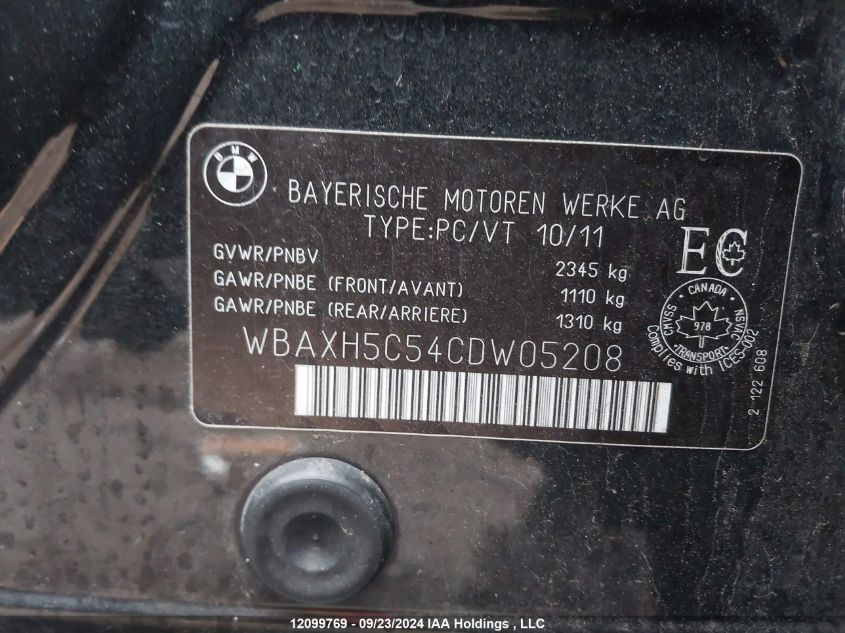 BMW
BAYERISCHE MOTOREN WERKE AG
TYPE:PC/VT 10/11
GVWR/PNBV 2345 kg
GAWR/PNBE (FRONT/AVANT) 1110 kg
GAWR/PNBE (REAR/ARRIERE) 1310 kg
WBAXH5C54CDW05208
EC
CANADA
CMVSS
NSVAC
978
TRANSPORT
Complies with ICES-002
2 122 608
12099769 - 09/23/2024 IAA Holdings , LLC